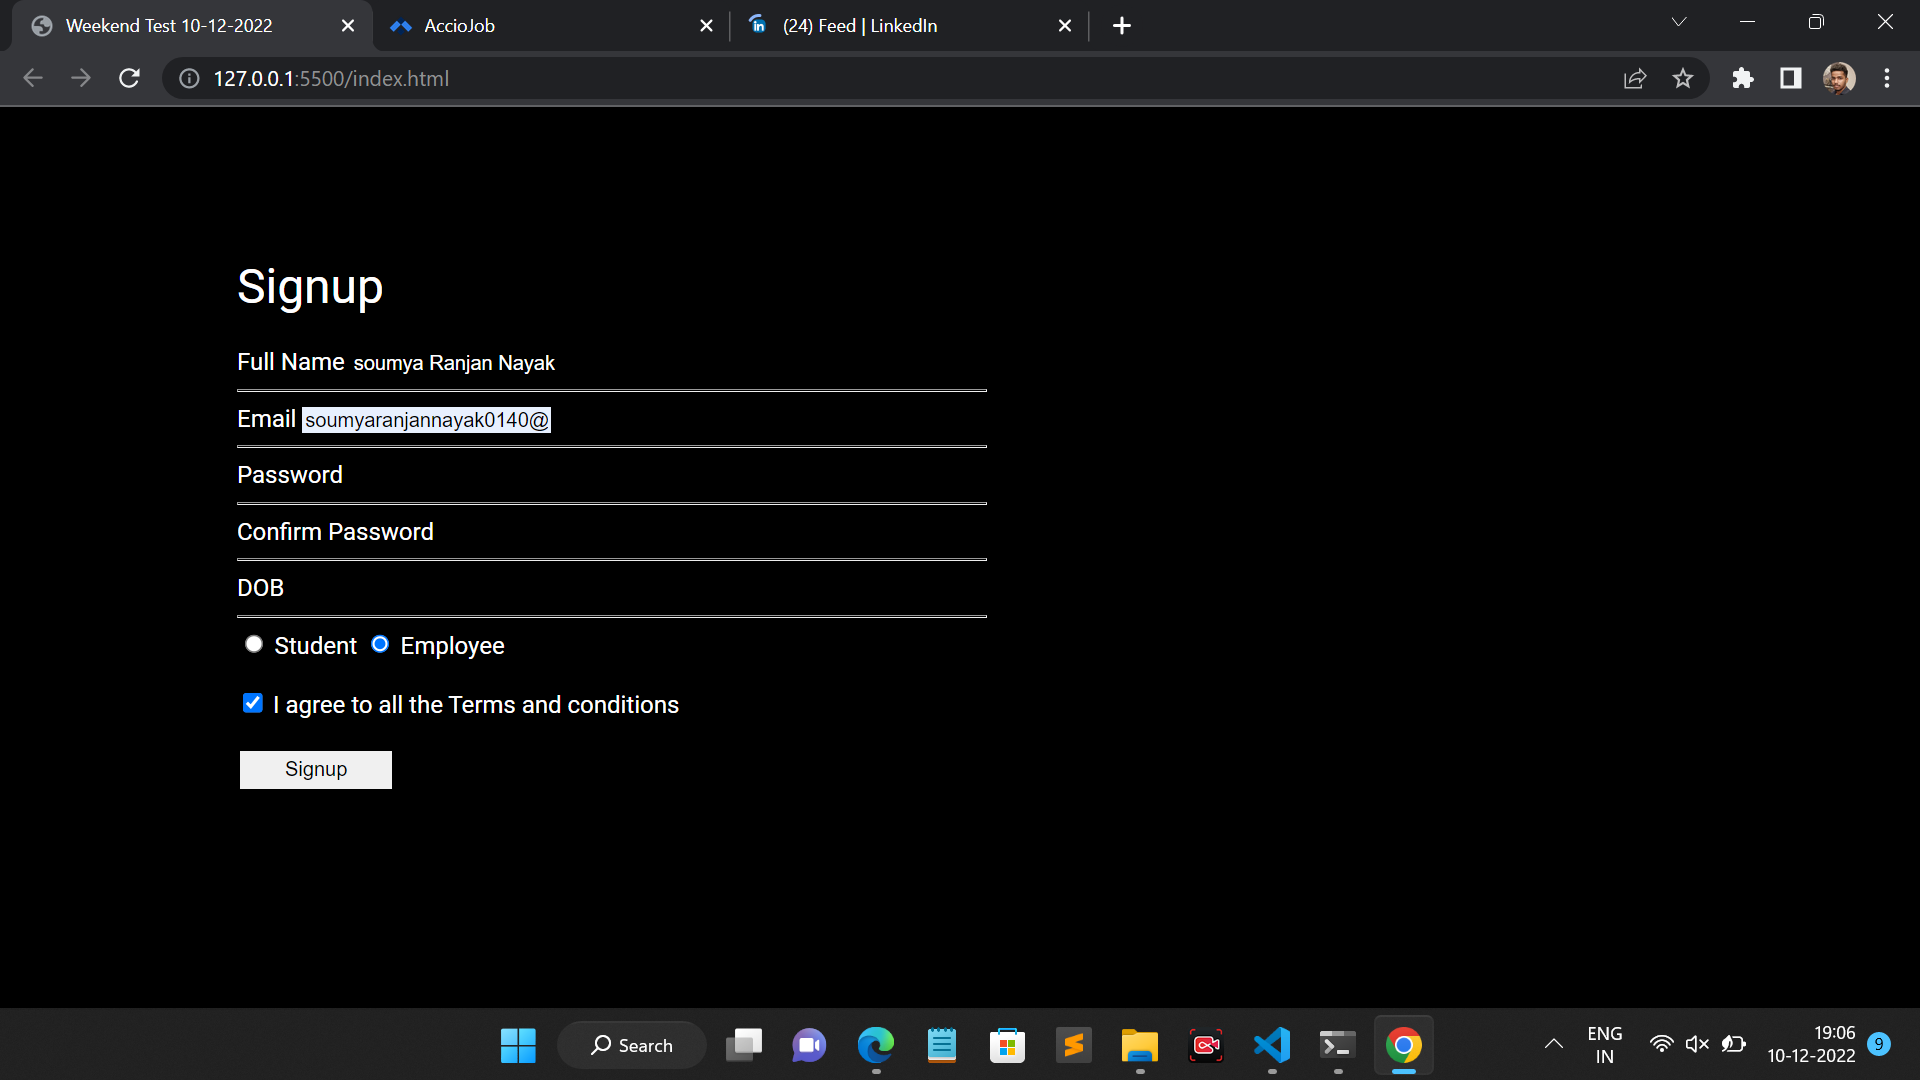 Weekend Test 10-12-2022
AccioJob
(24) Feed | LinkedIn
127.0.0.1:5500/index.html
Signup
Full Name soumya Ranjan Nayak
Email soumyaranjannayak0140@
Password
Confirm Password
DOB
Student Employee
I agree to all the Terms and conditions
Signup
Search
ENG
IN
19:06
10-12-2022
9